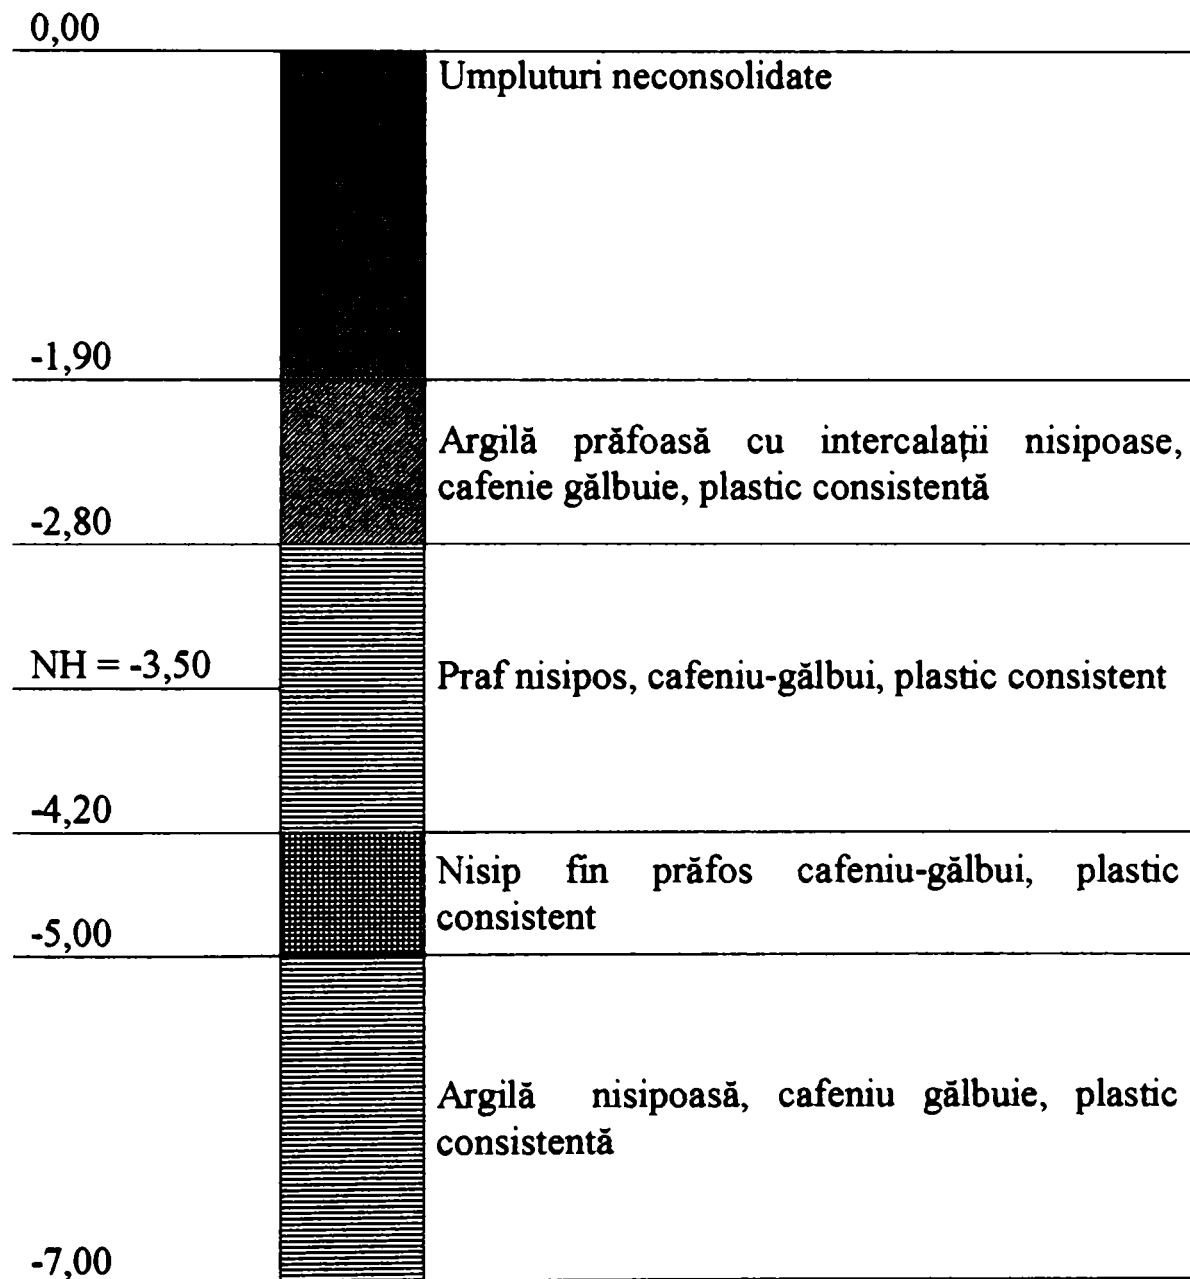 0,00
Umpluturi neconsolidate
-1,90
Argilă prăfoasă cu intercalaţii nisipoase,
cafenie gălbuie, plastic consistentă
-2,80
NH = -3,50
Praf nisipos, cafeniu-gălbui, plastic consistent
-4,20
Nisip fin prăfos cafeniu-gălbui, plastic
consistent
-5,00
Argilă nisipoasă, cafeniu gălbuie, plastic
consistentă
-7,00